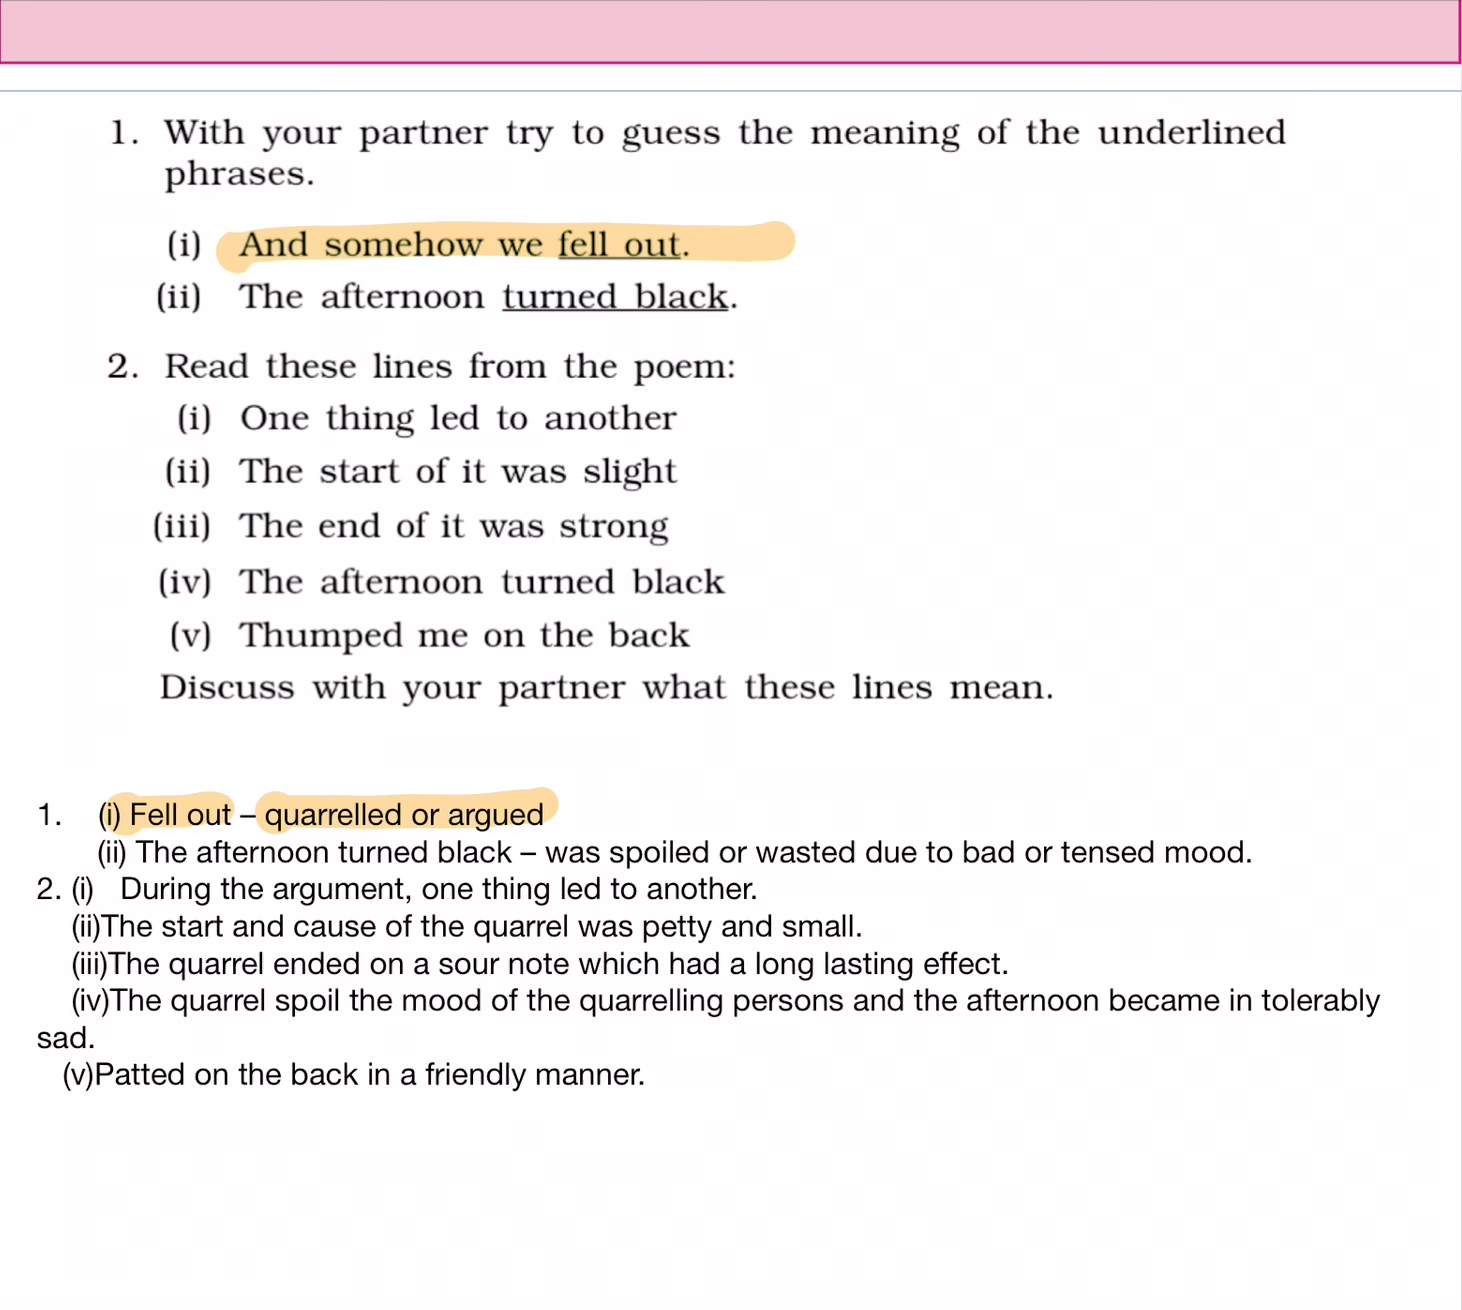 1. With your partner try to guess the meaning of the underlined
phrases.
(i) And somehow we fell out.
(ii) The afternoon turned black.
2. Read these lines from the poem:
(i) One thing led to another
(ii) The start of it was slight
(iii) The end of it was strong
(iv) The afternoon turned black
(v) Thumped me on the back
Discuss with your partner what these lines mean.
1. (i) Fell out – quarrelled or argued
(ii) The afternoon turned black – was spoiled or wasted due to bad or tensed mood.
2. (i) During the argument, one thing led to another.
(ii)The start and cause of the quarrel was petty and small.
(iii)The quarrel ended on a sour note which had a long lasting effect.
(iv)The quarrel spoil the mood of the quarrelling persons and the afternoon became in tolerably
sad.
(v)Patted on the back in a friendly manner.